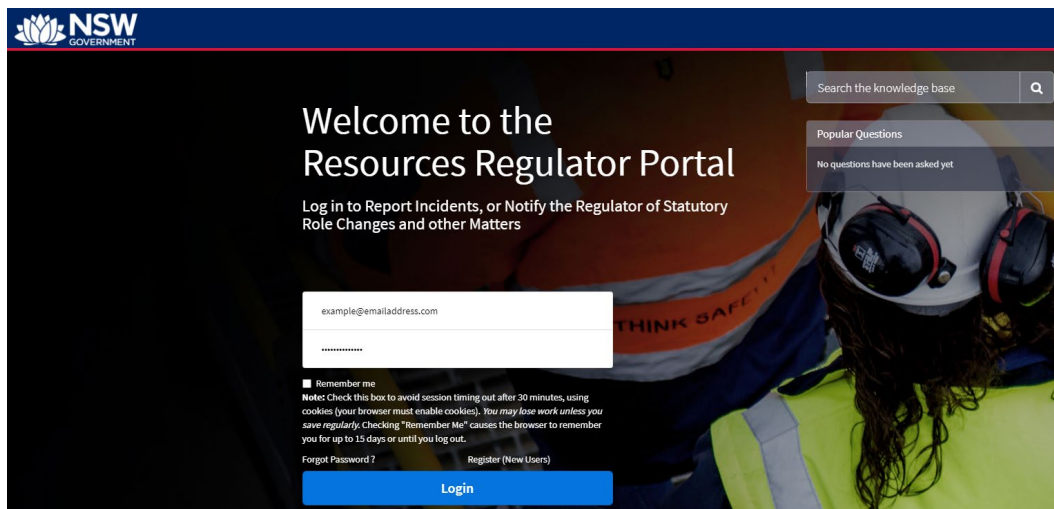 NSW
GOVERNMENT
Search the knowledge base
Welcome to the
Resources Regulator Portal
Popular Questions
No questions have been asked yet
Log in to Report Incidents, or Notify the Regulator of Statutory
Role Changes and other Matters
THINK SAFETY
example@emailaddress.com
Remember me
Note: Check this box to avoid session timing out after 30 minutes, using
cookies (your browser must enable cookies). You may lose work unless you
save regularly. Checking "Remember Me" causes the browser to remember
you for up to 15 days or until you log out.
Forgot Password ?
Register (New Users)
Login